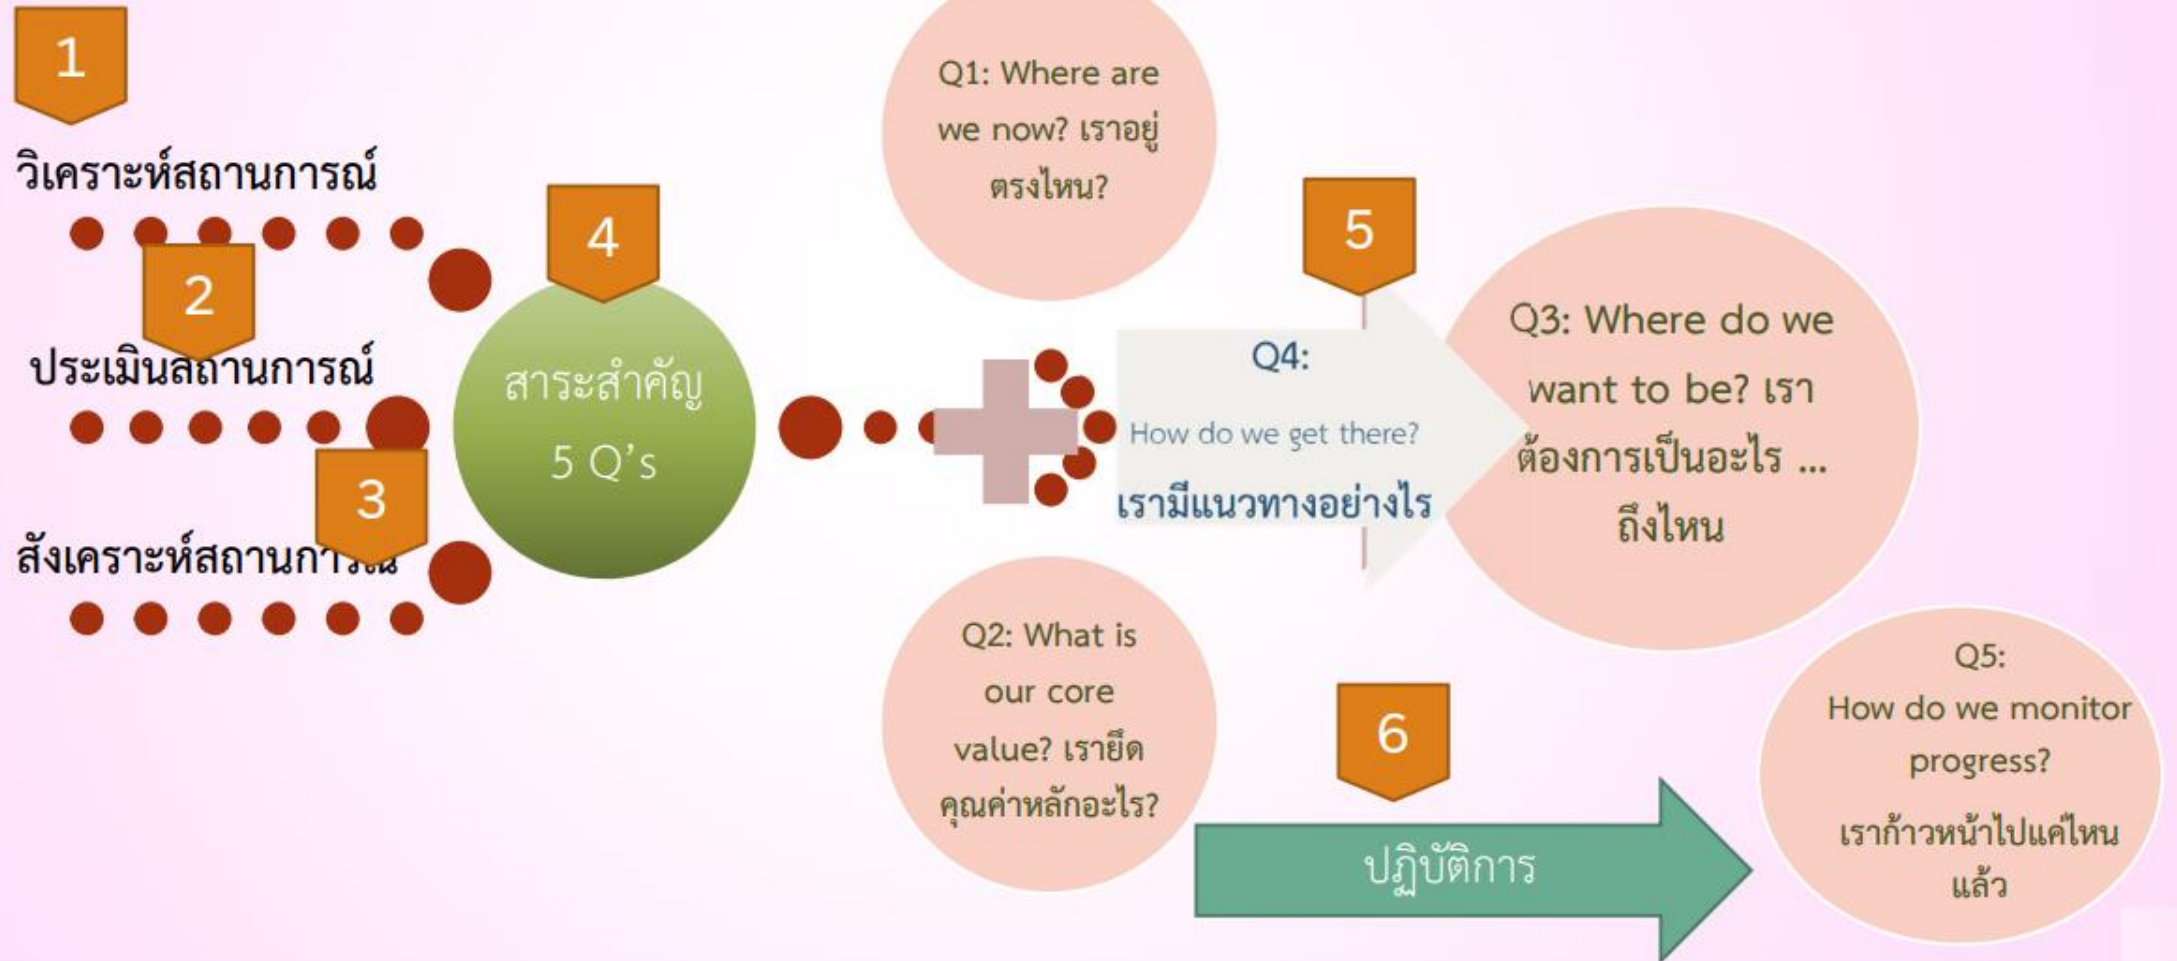 1
วิเคราะห์สถานการณ์
2
ประเมินสถานการณ์
3
สังเคราะห์สถานการณ์
4
สาระสำคัญ
5 Q's
Q1: Where are
we now? เราอยู่
ตรงไหน?
Q2: What is
our core
value? เรายึด
คุณค่าหลักอะไร?
5
Q4:
How do we get there?
เรามีแนวทางอย่างไร
Q3: Where do we
want to be? เรา
ต้องการเป็นอะไร ...
ถึงไหน
6
ปฏิบัติการ
Q5:
How do we monitor
progress?
เราก้าวหน้าไปแค่ไหน
แล้ว